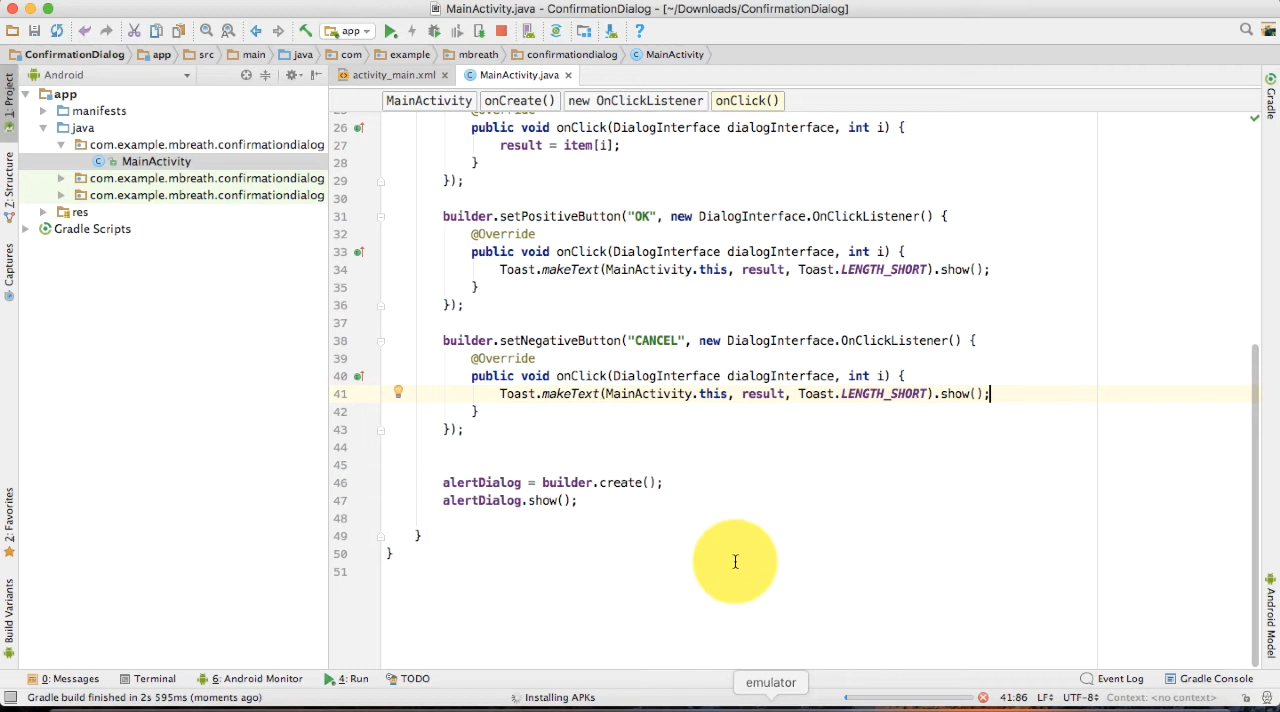 MainActivity.java - ConfirmationDialog - [~/Downloads/ConfirmationDialog]
app
ConfirmationDialog app src main java com example mbreath confirmationdialog MainActivity
Android
activity_main.xml MainActivity.java
MainActivity onCreate() new OnClickListener onClick()
1: Project
Z: Structure
Captures
2: Favorites
Build Variants
app
manifests
java
com.example.mbreath.confirmationdialog
MainActivity
com.example.mbreath.confirmationdialog
com.example.mbreath.confirmationdialog
res
Gradle Scripts
@Override
26 public void onClick(DialogInterface dialogInterface, int i) {
27 result = item[i];
28 }
29 });
30
31 builder.setPositiveButton("OK", new DialogInterface.OnClickListener() {
32 @Override
33 public void onClick(DialogInterface dialogInterface, int i) {
34 Toast.makeText(MainActivity.this, result, Toast.LENGTH_SHORT).show();
35 }
36 });
37
38 builder.setNegativeButton("CANCEL", new DialogInterface.OnClickListener() {
39 @Override
40 public void onClick(DialogInterface dialogInterface, int i) {
41 Toast.makeText(MainActivity.this, result, Toast.LENGTH_SHORT).show();
42 }
43 });
44
45
46 alertDialog = builder.create();
47 alertDialog.show();
48
49 }
50 }
51
Gradle
Android Model
0: Messages Terminal 6: Android Monitor 4: Run TODO emulator Event Log Gradle Console
Gradle build finished in 2s 595ms (moments ago) Installing APKs 41:86 LF UTF-8 Context: <no context>